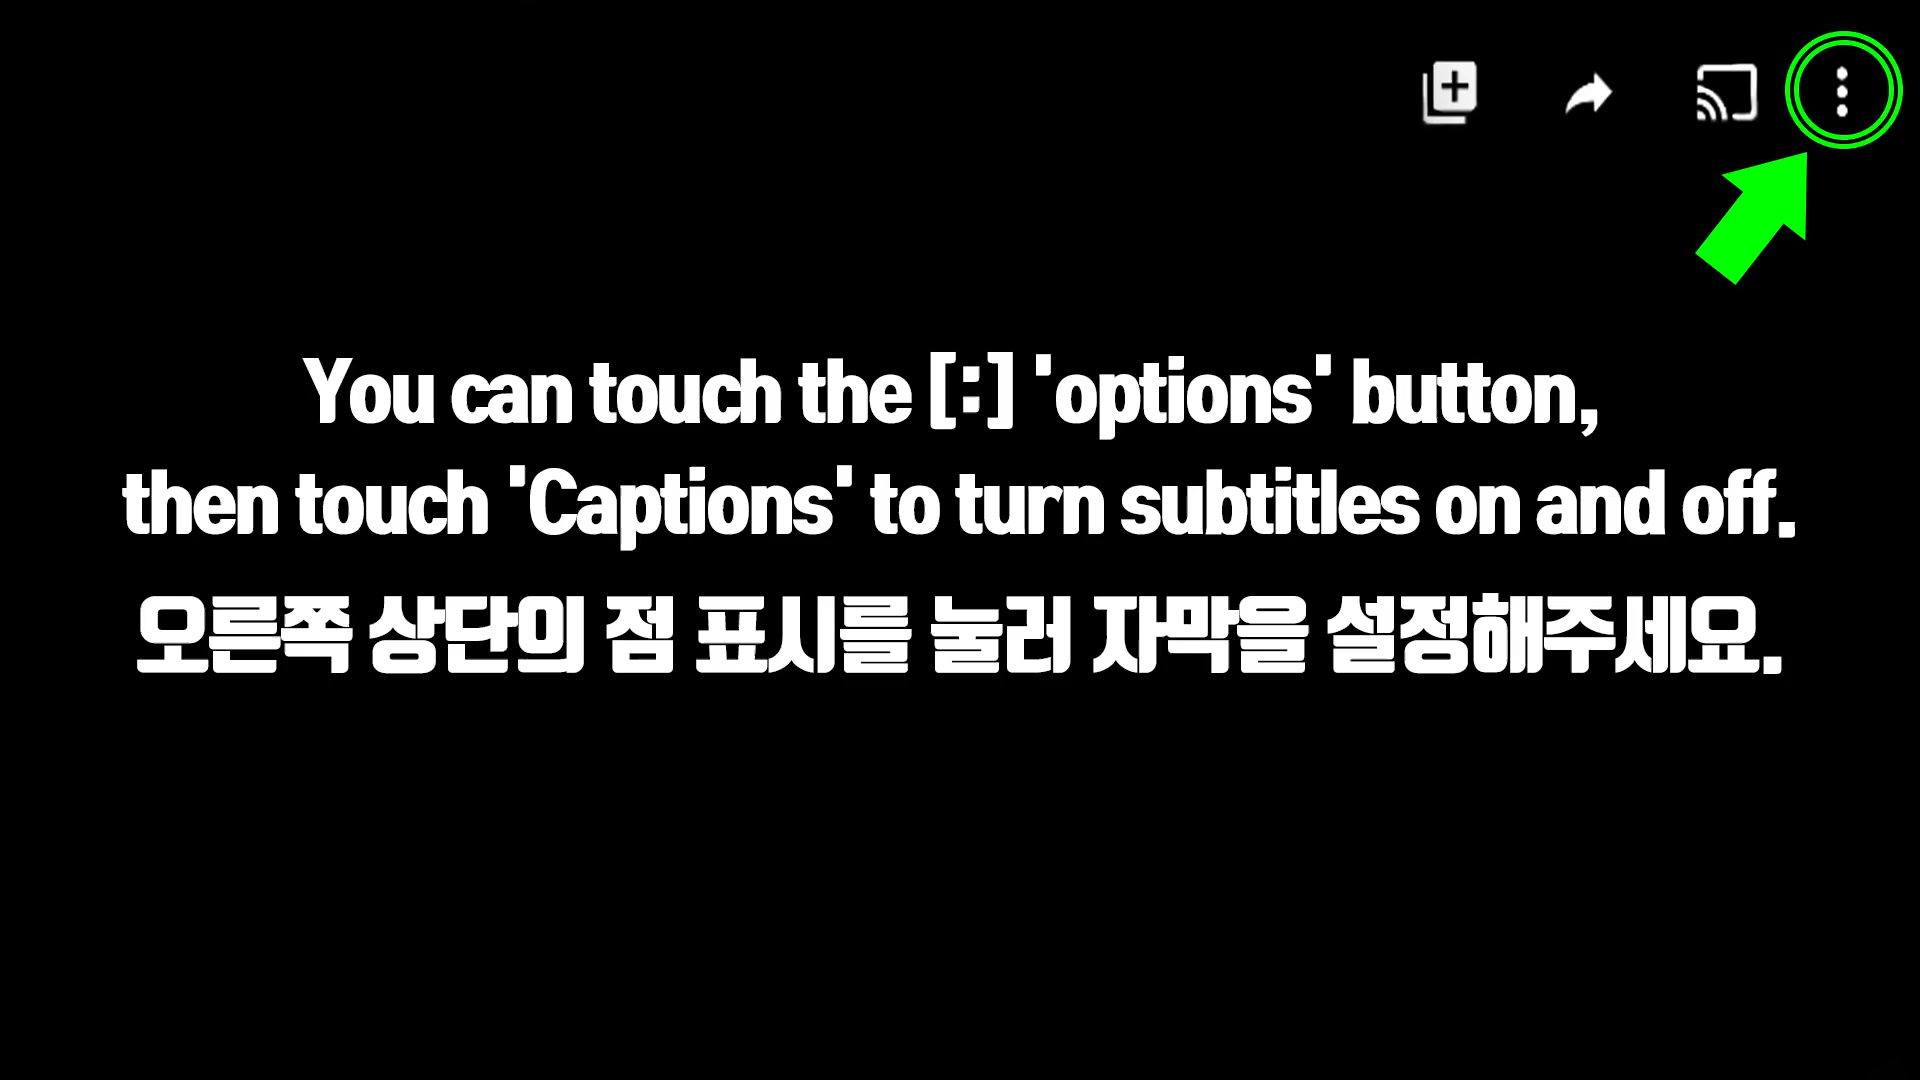 You can touch the [:] 'options' button,
then touch 'Captions' to turn subtitles on and off.
오른쪽 상단의 점 표시를 눌러 자막을 설정해주세요.